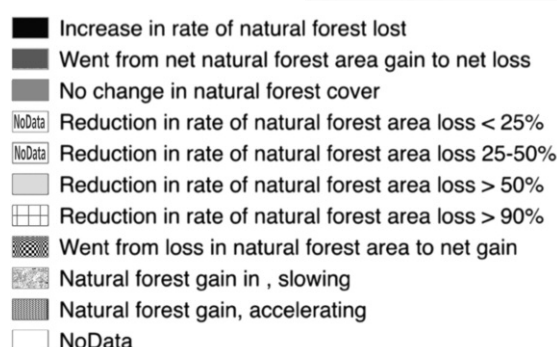 Increase in rate of natural forest lost
Went from net natural forest area gain to net loss
No change in natural forest cover
NoData Reduction in rate of natural forest area loss < 25%
NoData Reduction in rate of natural forest area loss 25-50%
Reduction in rate of natural forest area loss > 50%
Reduction in rate of natural forest area loss > 90%
Went from loss in natural forest area to net gain
Natural forest gain in , slowing
Natural forest gain, accelerating
NoData